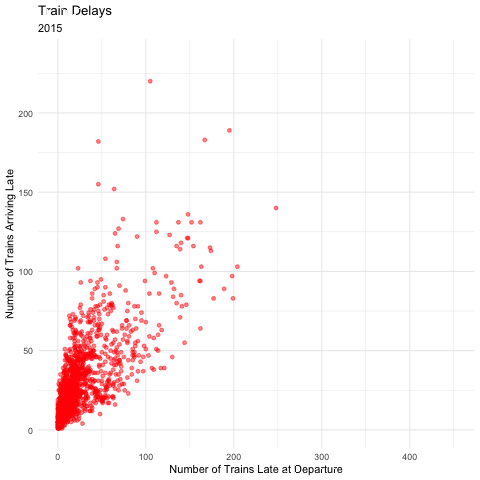 Train Delays
2015
Number of Trains Arriving Late
200
150
100
50
0
0 100 200 300 400
Number of Trains Late at Departure